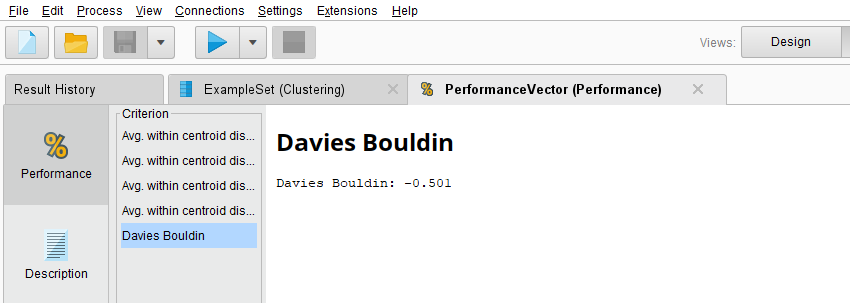 File Edit Process View Connections Settings Extensions Help
Views: Design
Result History ExampleSet (Clustering) PerformanceVector (Performance)
Criterion
Performance
Avg. within centroid dis...
Avg. within centroid dis...
Avg. within centroid dis...
Avg. within centroid dis...
Davies Bouldin
Description
Davies Bouldin
Davies Bouldin: -0.501